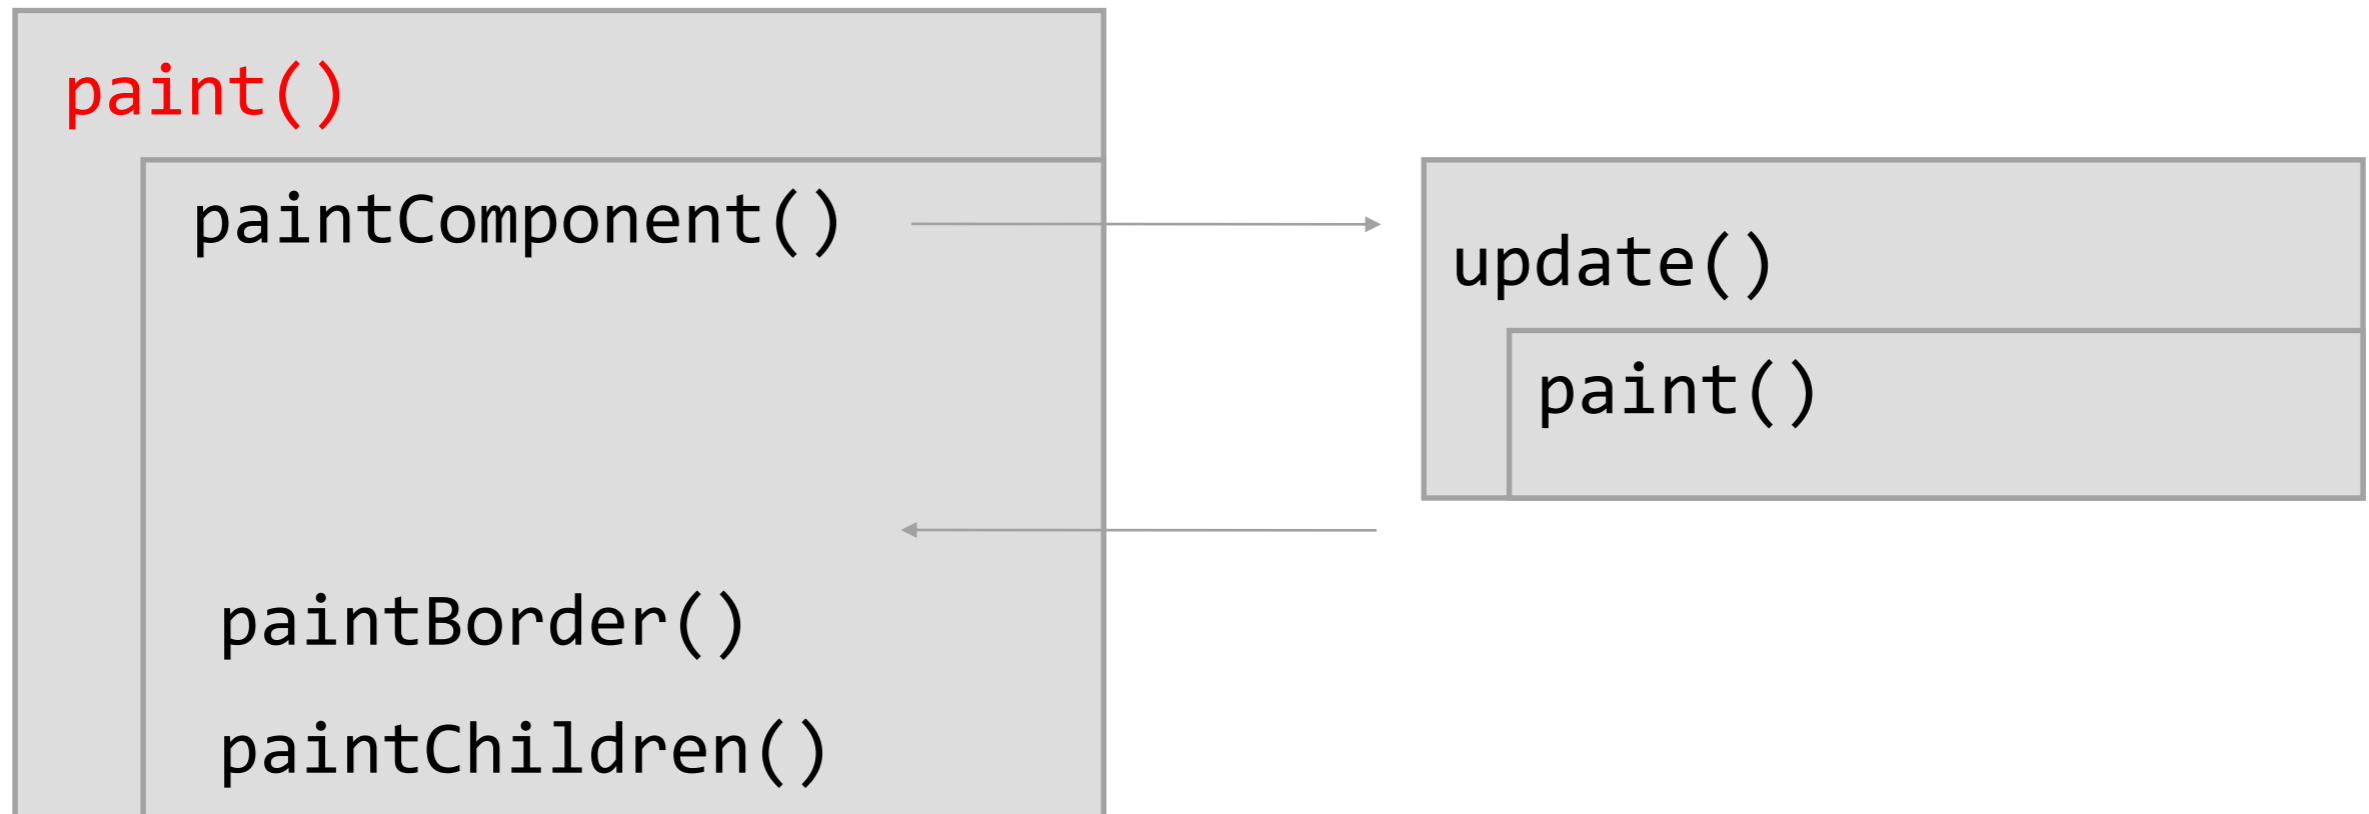 paint()
paintComponent()
update()
paint()
paintBorder()
paintChildren()